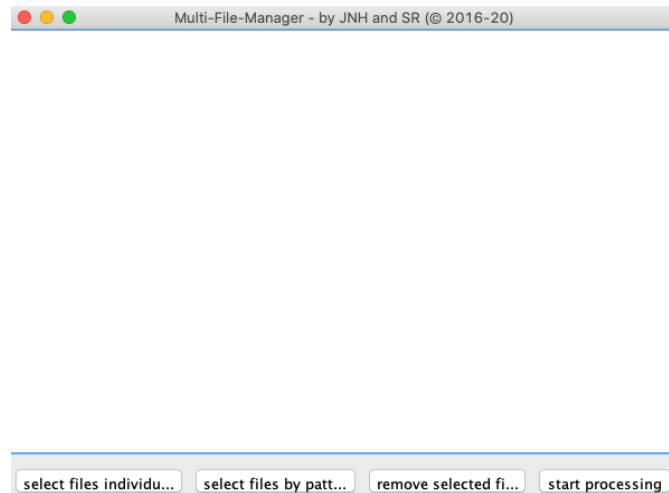 Multi-File-Manager - by JNH and SR (© 2016-20)
select files individu... select files by patt... remove selected fi... start processing